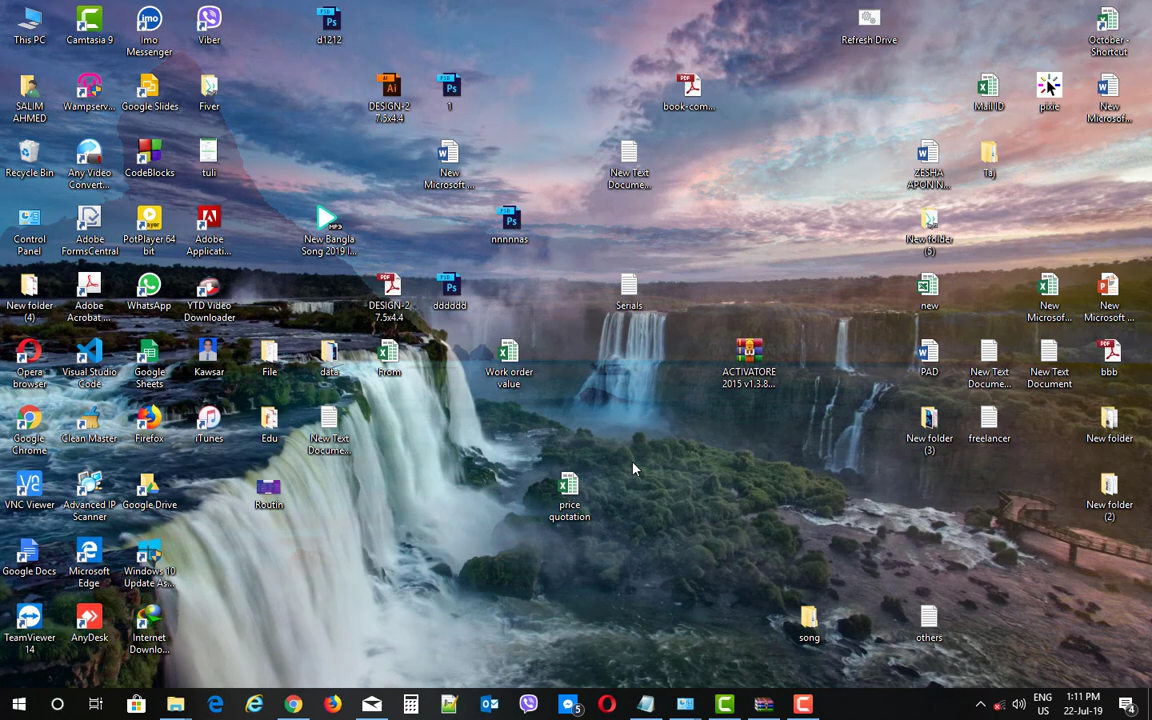 This PC
Camtasia 9
Imo
Messenger
Viber
d1212
Refresh Drive
October -
Shortcut
SALIM
AHMED
Wampserv...
Google Slides
Fiver
DESIGN-2
7.5x4.4
1
book-com...
Mail ID
pixie
New
Microsoft...
Recycle Bin
Any Video
Convert...
CodeBlocks
tuli
New
Microsoft ...
New Text
Docume...
ZESHA
APON N...
Taj
Control
Panel
Adobe
FormsCentral
PotPlayer 64
bit
Adobe
Applicati...
New Bangla
Song 2019 I...
nnnnnas
New folder
(5)
New folder
(4)
Adobe
Acrobat ...
WhatsApp
YTD Video
Downloader
DESIGN-2
7.5x4.4
dddddd
Serials
new
New
Microsof...
New
Microsoft ...
Opera
browser
Visual Studio
Code
Google
Sheets
Kawsar
File
data
From
Work order
value
ACTIVATORE
2015 v1.3.8...
PAD
New Text
Docume...
New Text
Document
bbb
Google
Chrome
Clean Master
Firefox
iTunes
Edu
New Text
Docume...
New folder
(3)
freelancer
New folder
VNC Viewer
Advanced IP
Scanner
Google Drive
Routin
price
quotation
New folder
(2)
Google Docs
Microsoft
Edge
Windows 10
Update As...
TeamViewer
14
AnyDesk
Internet
Downlo...
song
others
5
ENG
US
1:11 PM
22-Jul-19
4